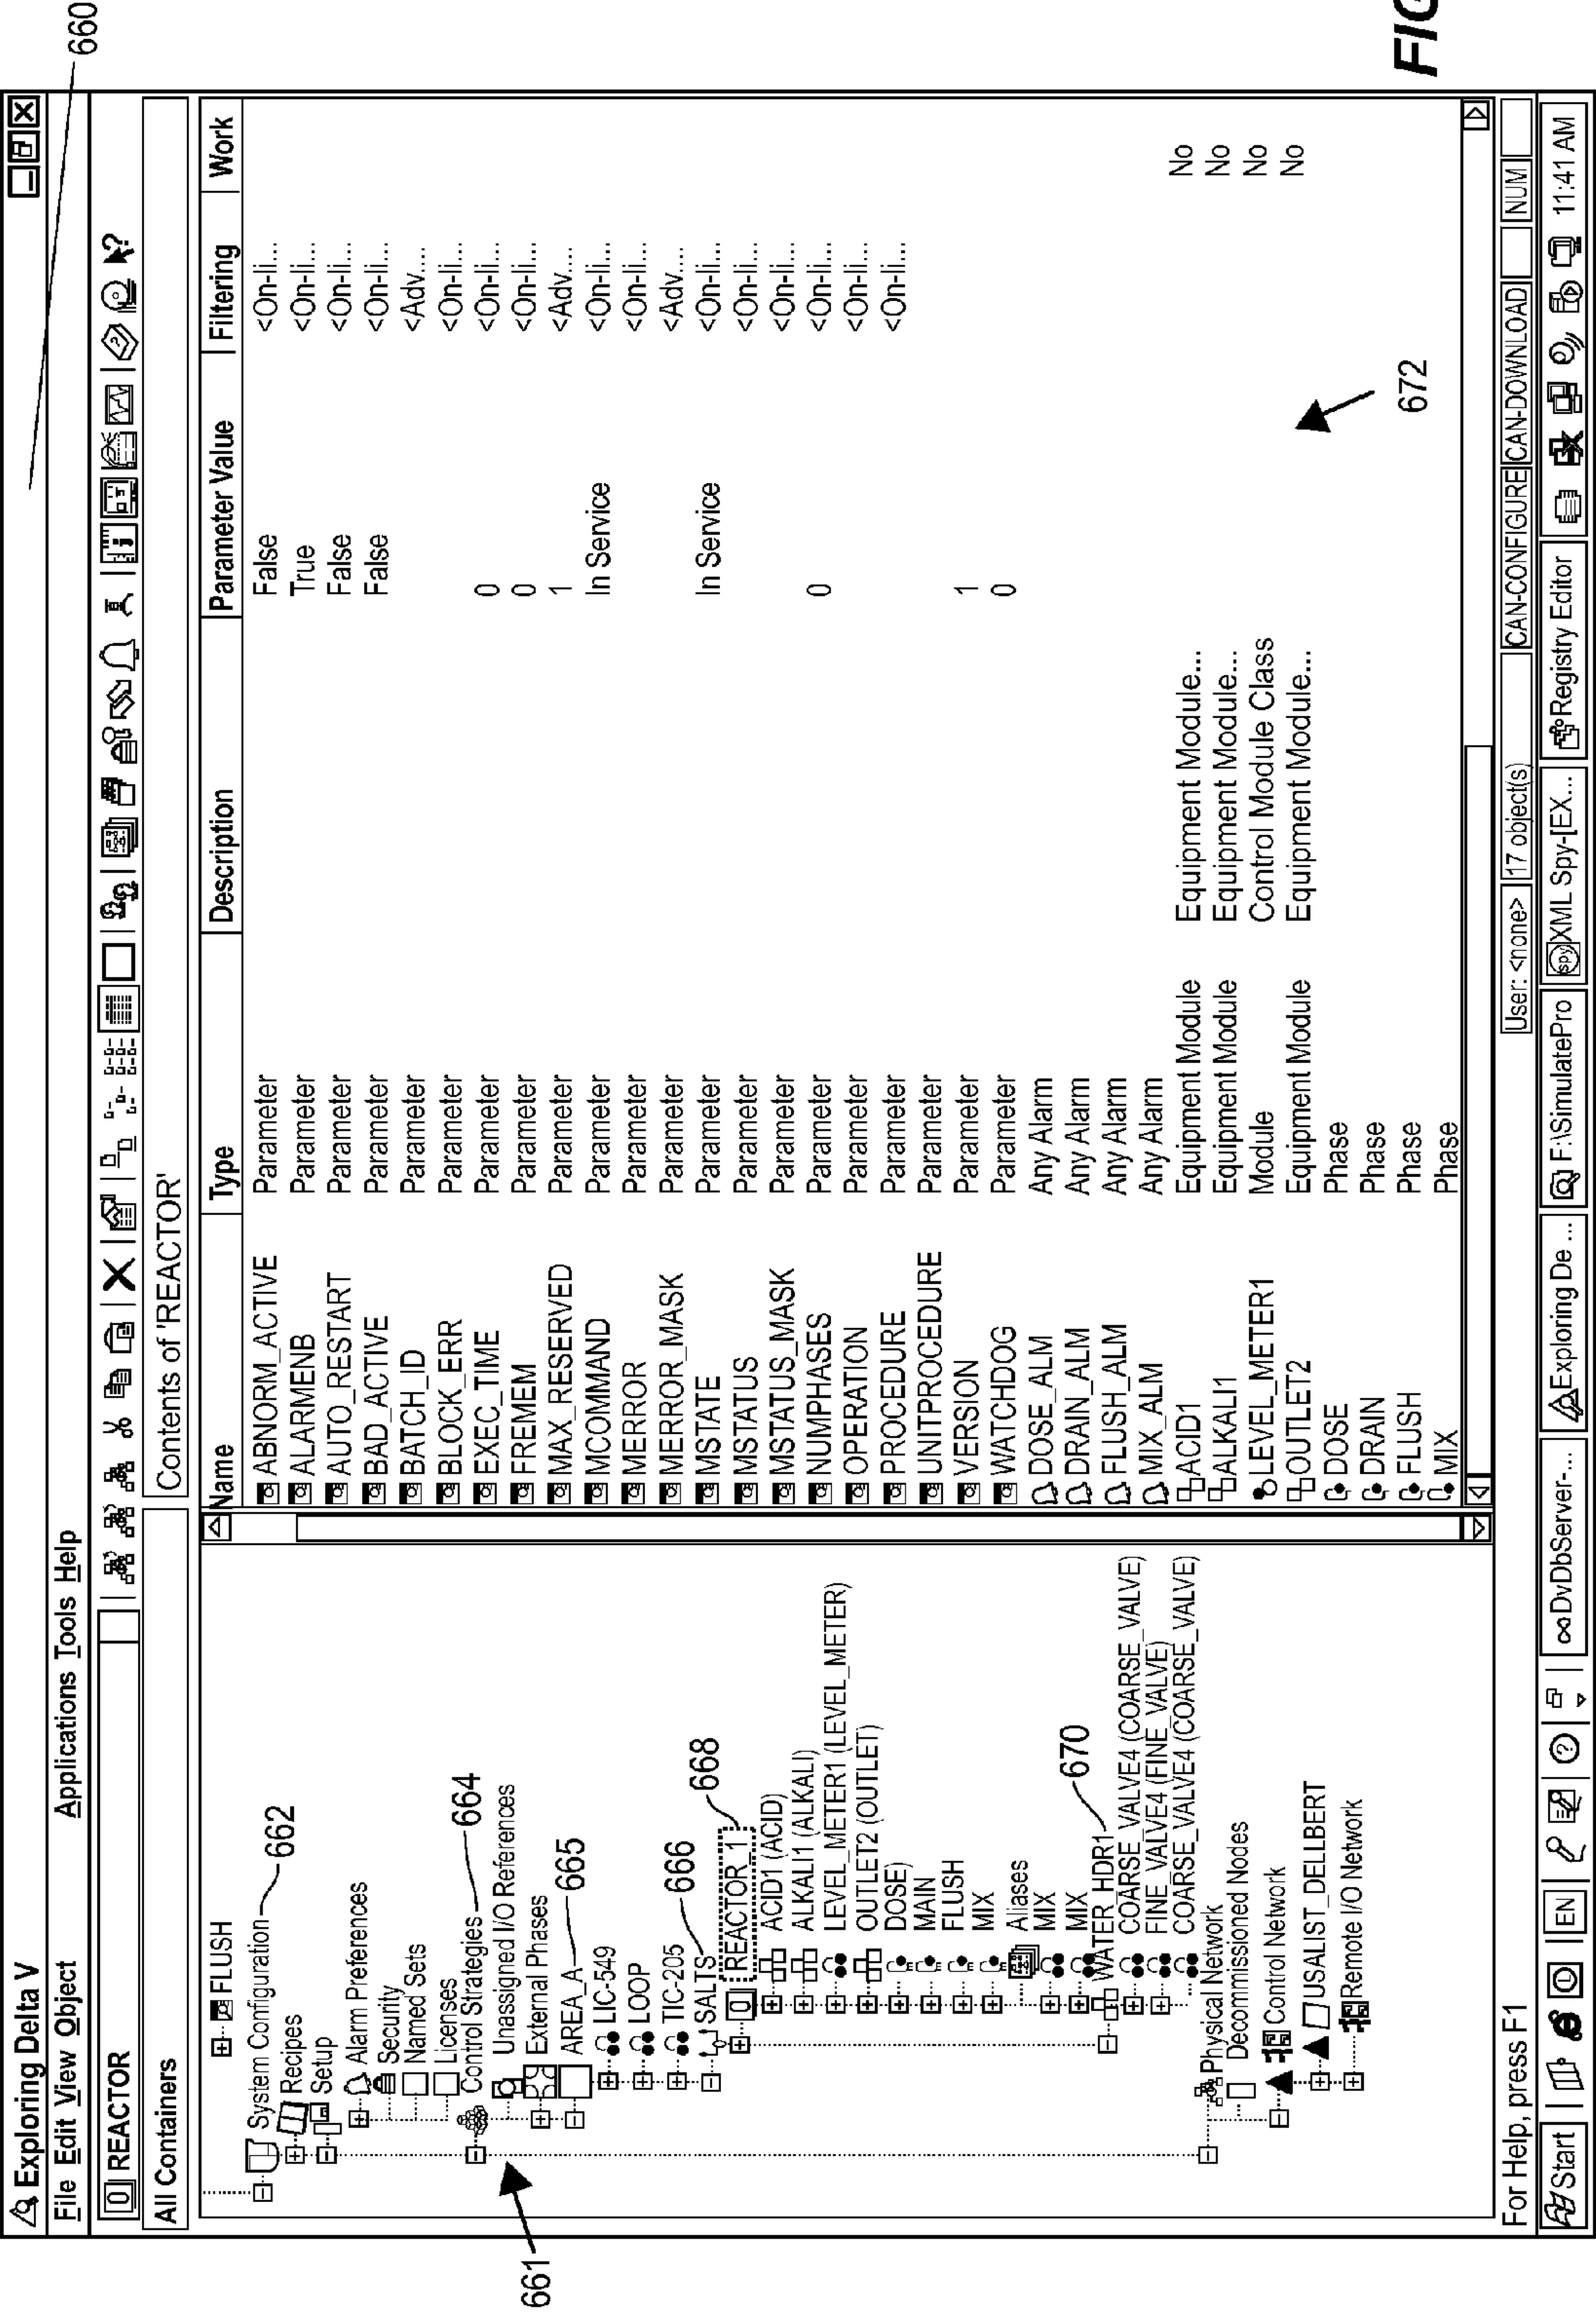 660
Exploring Delta V
File Edit View Object Applications Tools Help
REACTOR
All Containers
Contents of 'REACTOR'
FLUSH
System Configuration
662
Recipes
Setup
Alarm Preferences
Security
Named Sets
Licenses
Control Strategies
664
Unassigned I/O References
External Phases
AREA_A
665
LIC-549
LOOP
TIC-205
SALTS
666
REACTOR_1
668
ACID1 (ACID)
ALKALI1 (ALKALI)
LEVEL_METER1 (LEVEL_METER)
OUTLET2 (OUTLET)
DOSE)
MAIN
FLUSH
MIX
Aliases
MIX
MIX
WATER_HDR1
670
COARSE_VALVE4 (COARSE_VALVE)
FINE_VALVE4 (FINE_VALVE)
COARSE_VALVE4 (COARSE_VALVE)
Physical Network
Decommissioned Nodes
Control Network
USALIST_DELLBERT
Remote I/O Network
661
Name Type Description Parameter Value Filtering Work
ABNORM_ACTIVE Parameter False <On-li...
ALARMENB Parameter True <On-li...
AUTO_RESTART Parameter False <On-li...
BAD_ACTIVE Parameter False <On-li...
BATCH_ID Parameter <Adv....
BLOCK_ERR Parameter <On-li...
EXEC_TIME Parameter 0 <On-li...
FREMEM Parameter 0 <On-li...
MAX_RESERVED Parameter 1 <Adv....
MCOMMAND Parameter In Service <On-li...
MERROR Parameter <On-li...
MERROR_MASK Parameter <Adv....
MSTATE Parameter In Service <On-li...
MSTATUS Parameter <On-li...
MSTATUS_MASK Parameter <On-li...
NUMPHASES Parameter 0 <On-li...
OPERATION Parameter <On-li...
PROCEDURE Parameter <On-li...
UNITPROCEDURE Parameter
VERSION Parameter 1
WATCHDOG Parameter 0
DOSE_ALM Any Alarm
DRAIN_ALM Any Alarm
FLUSH_ALM Any Alarm
MIX_ALM Any Alarm
ACID1 Equipment Module Equipment Module... No
ALKALI1 Equipment Module Equipment Module... No
LEVEL_METER1 Module Control Module Class No
OUTLET2 Equipment Module Equipment Module... No
DOSE Phase
DRAIN Phase
FLUSH Phase
MIX Phase
672
For Help, press F1 User: <none> 17 object(s) CAN-CONFIGURE CAN-DOWNLOAD NUM
Start EN DvDbServer-... Exploring De ... F:\SimulatePro spy XML Spy-[EX... Registry Editor 11:41 AM